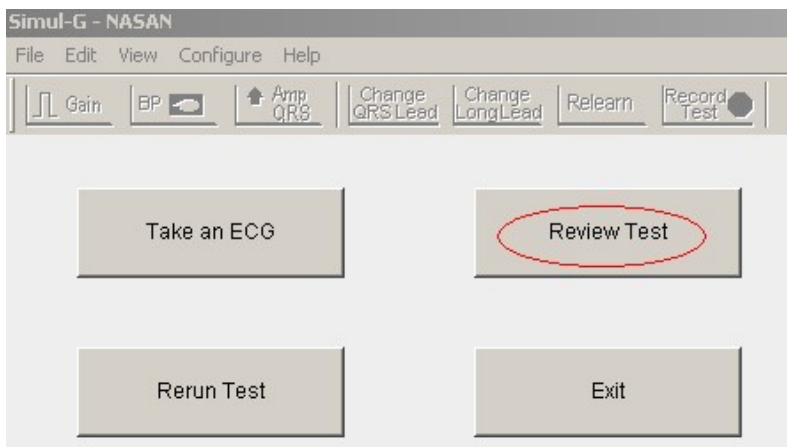 Simul-G - NASAN
File Edit View Configure Help
Gain BP Amp QRS Change QRS Lead Change LongLead Relearn Record Test
Take an ECG Review Test
Rerun Test Exit